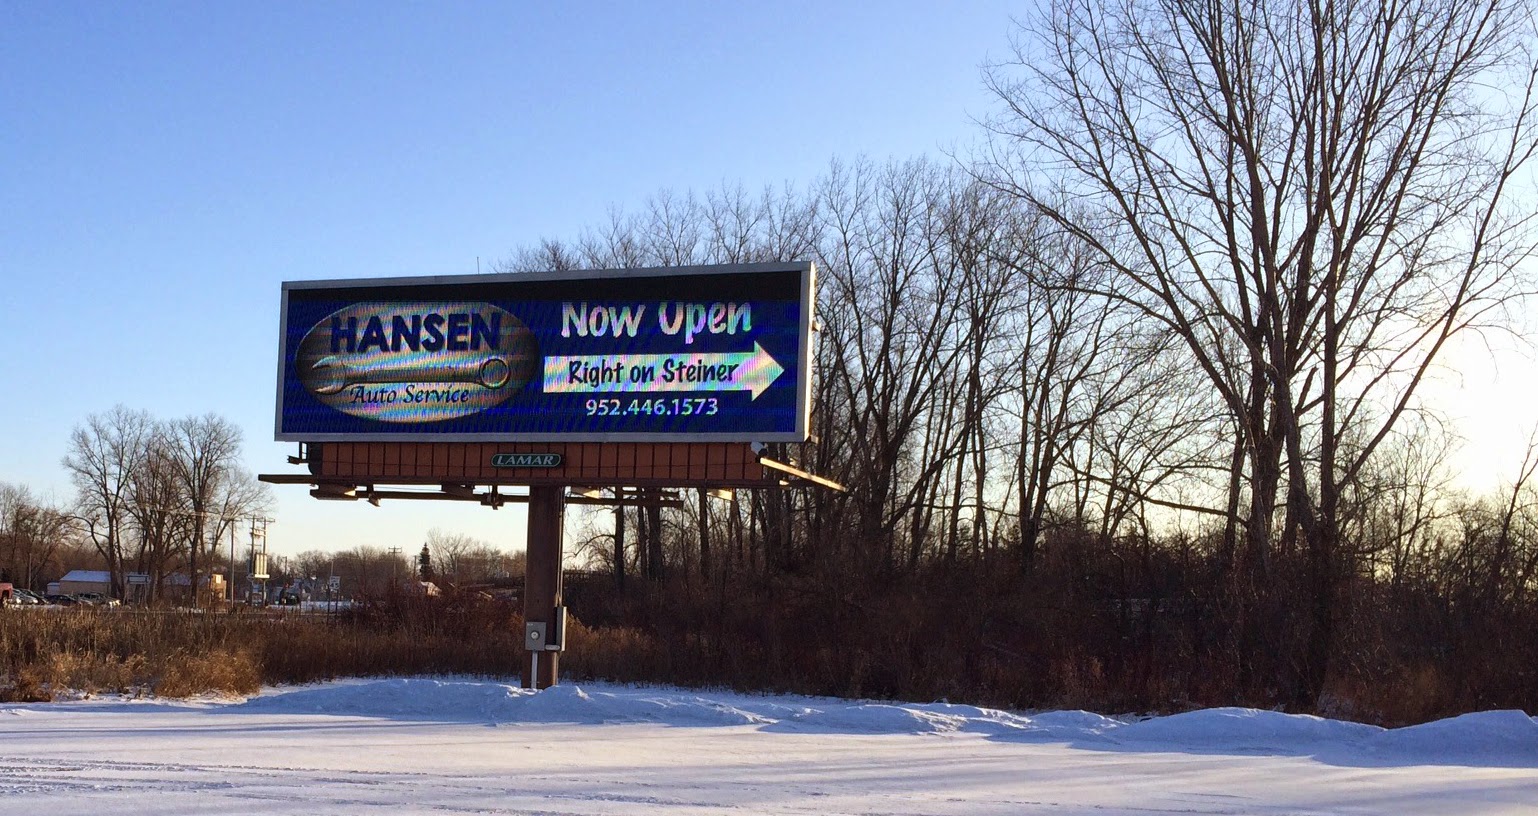 HANSEN
Auto Service
Now Open
Right on Steiner
952.446.1573
LAMAR